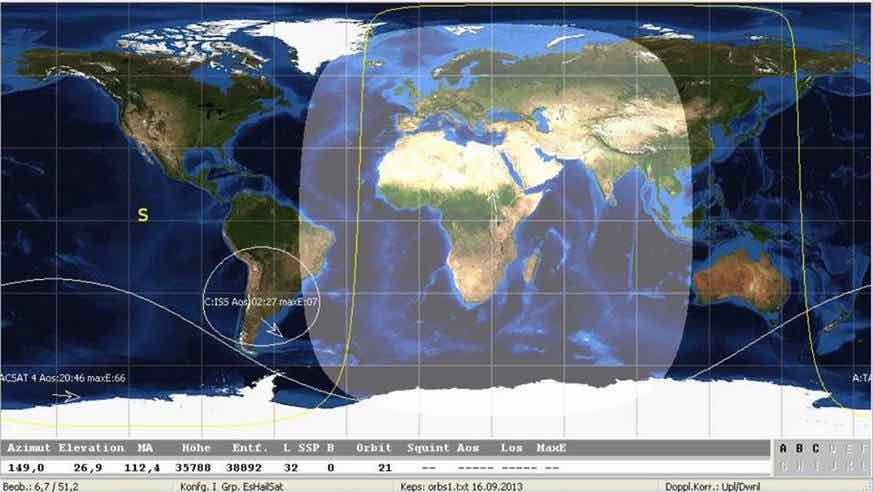 S
C:ISS Aos:02:27 maxE:07
ACSAT 4 Aos:20:46 maxE:66
A:TA
Azimut Elevation MA Höhe Entf. L SSP B Orbit Squint Aos Los MaxE
149,0 26,9 112,4 35788 38892 32 0 21 -- ----- ----- --
A B C D E F
G H I J K L
Beob.: 6,7 / 51,2 Konfg. I Grp. EsHailSat Keps: orbs1.txt 16.09.2013 Doppl.Korr.: Upl/Dwnl